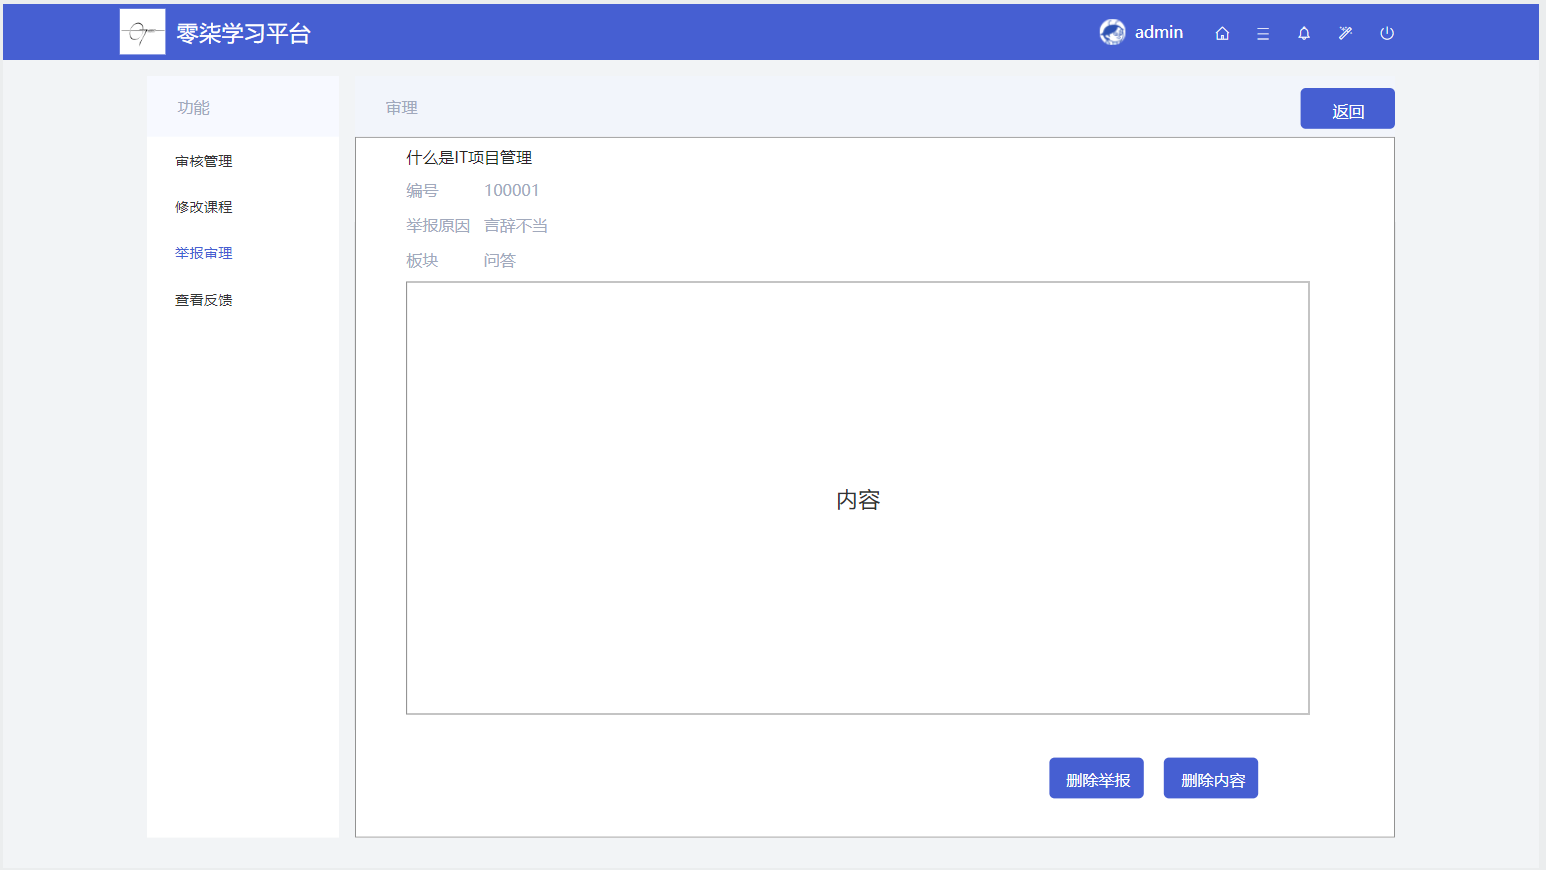 零柒学习平台
admin
功能
审核管理
修改课程
举报审理
查看反馈
审理
返回
什么是IT项目管理
编号 100001
举报原因 言辞不当
板块 问答
内容
删除举报 删除内容